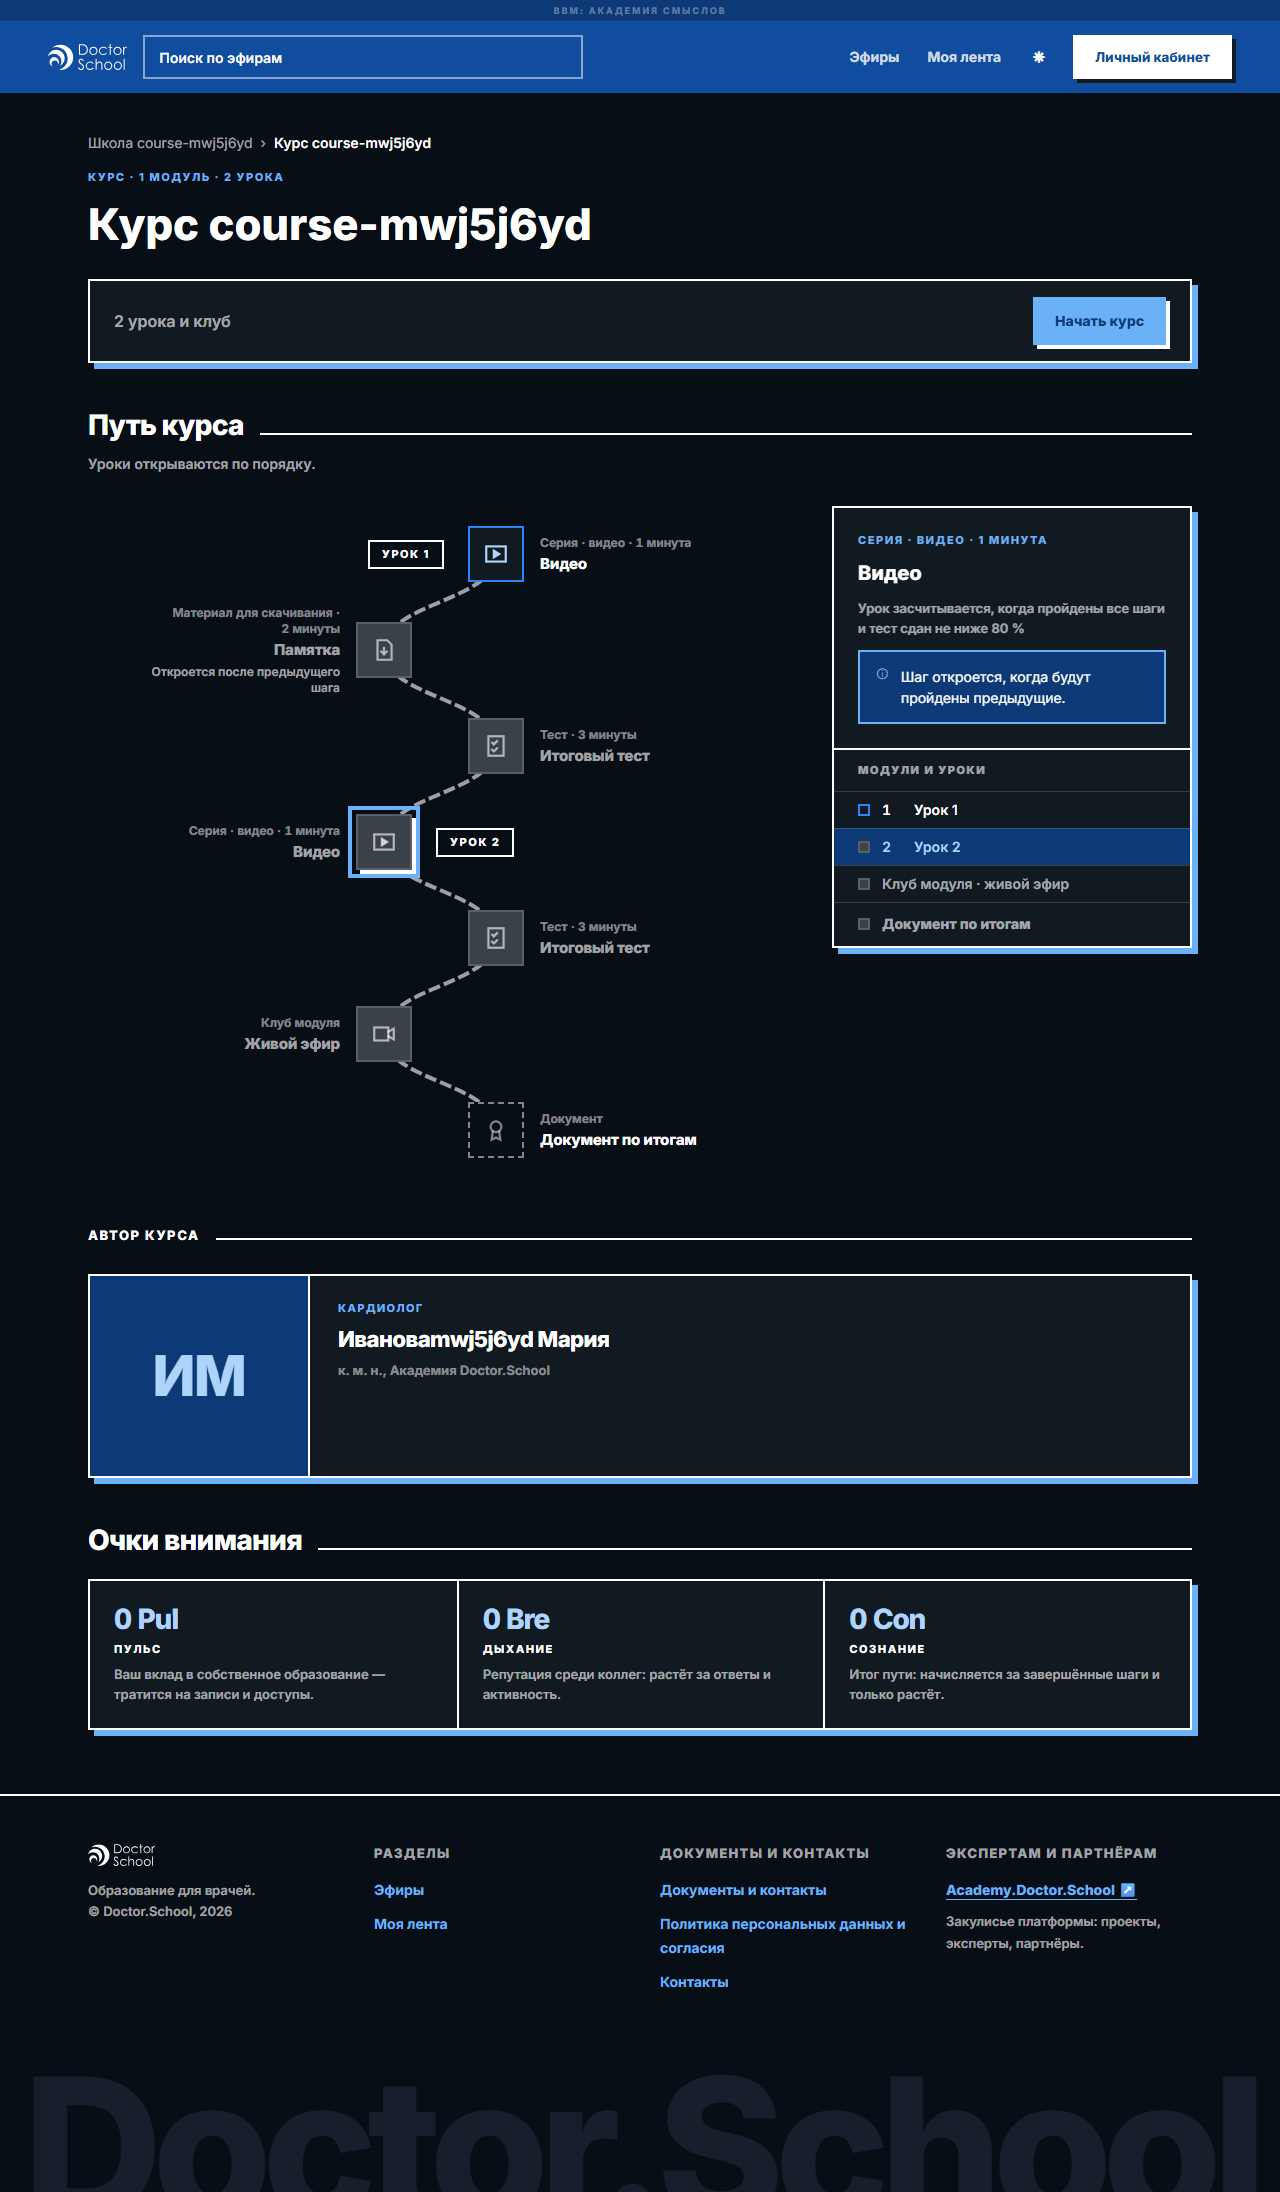 ВВМ: АКАДЕМИЯ СМЫСЛОВ
Doctor School
Поиск по эфирам
Эфиры
Моя лента
Личный кабинет
Школа course-mwj5j6yd › Курс course-mwj5j6yd
КУРС · 1 МОДУЛЬ · 2 УРОКА
Курс course-mwj5j6yd
2 урока и клуб
Начать курс
Путь курса
Уроки открываются по порядку.
УРОК 1
Серия · видео · 1 минута
Видео
Материал для скачивания ·
2 минуты
Памятка
Откроется после предыдущего
шага
Тест · 3 минуты
Итоговый тест
Серия · видео · 1 минута
Видео
УРОК 2
Тест · 3 минуты
Итоговый тест
Клуб модуля
Живой эфир
Документ
Документ по итогам
СЕРИЯ · ВИДЕО · 1 МИНУТА
Видео
Урок засчитывается, когда пройдены все шаги
и тест сдан не ниже 80 %
Шаг откроется, когда будут
пройдены предыдущие.
МОДУЛИ И УРОКИ
1 Урок 1
2 Урок 2
Клуб модуля · живой эфир
Документ по итогам
АВТОР КУРСА
ИМ
КАРДИОЛОГ
Ивановаmwj5j6yd Мария
к. м. н., Академия Doctor.School
Очки внимания
0 Pul
ПУЛЬС
Ваш вклад в собственное образование —
тратится на записи и доступы.
0 Bre
ДЫХАНИЕ
Репутация среди коллег: растёт за ответы и
активность.
0 Con
СОЗНАНИЕ
Итог пути: начисляется за завершённые шаги и
только растёт.
Doctor School
Образование для врачей.
© Doctor.School, 2026
РАЗДЕЛЫ
Эфиры
Моя лента
ДОКУМЕНТЫ И КОНТАКТЫ
Документы и контакты
Политика персональных данных и
согласия
Контакты
ЭКСПЕРТАМ И ПАРТНЁРАМ
Academy.Doctor.School ↗
Закулисье платформы: проекты,
эксперты, партнёры.
Doctor.School